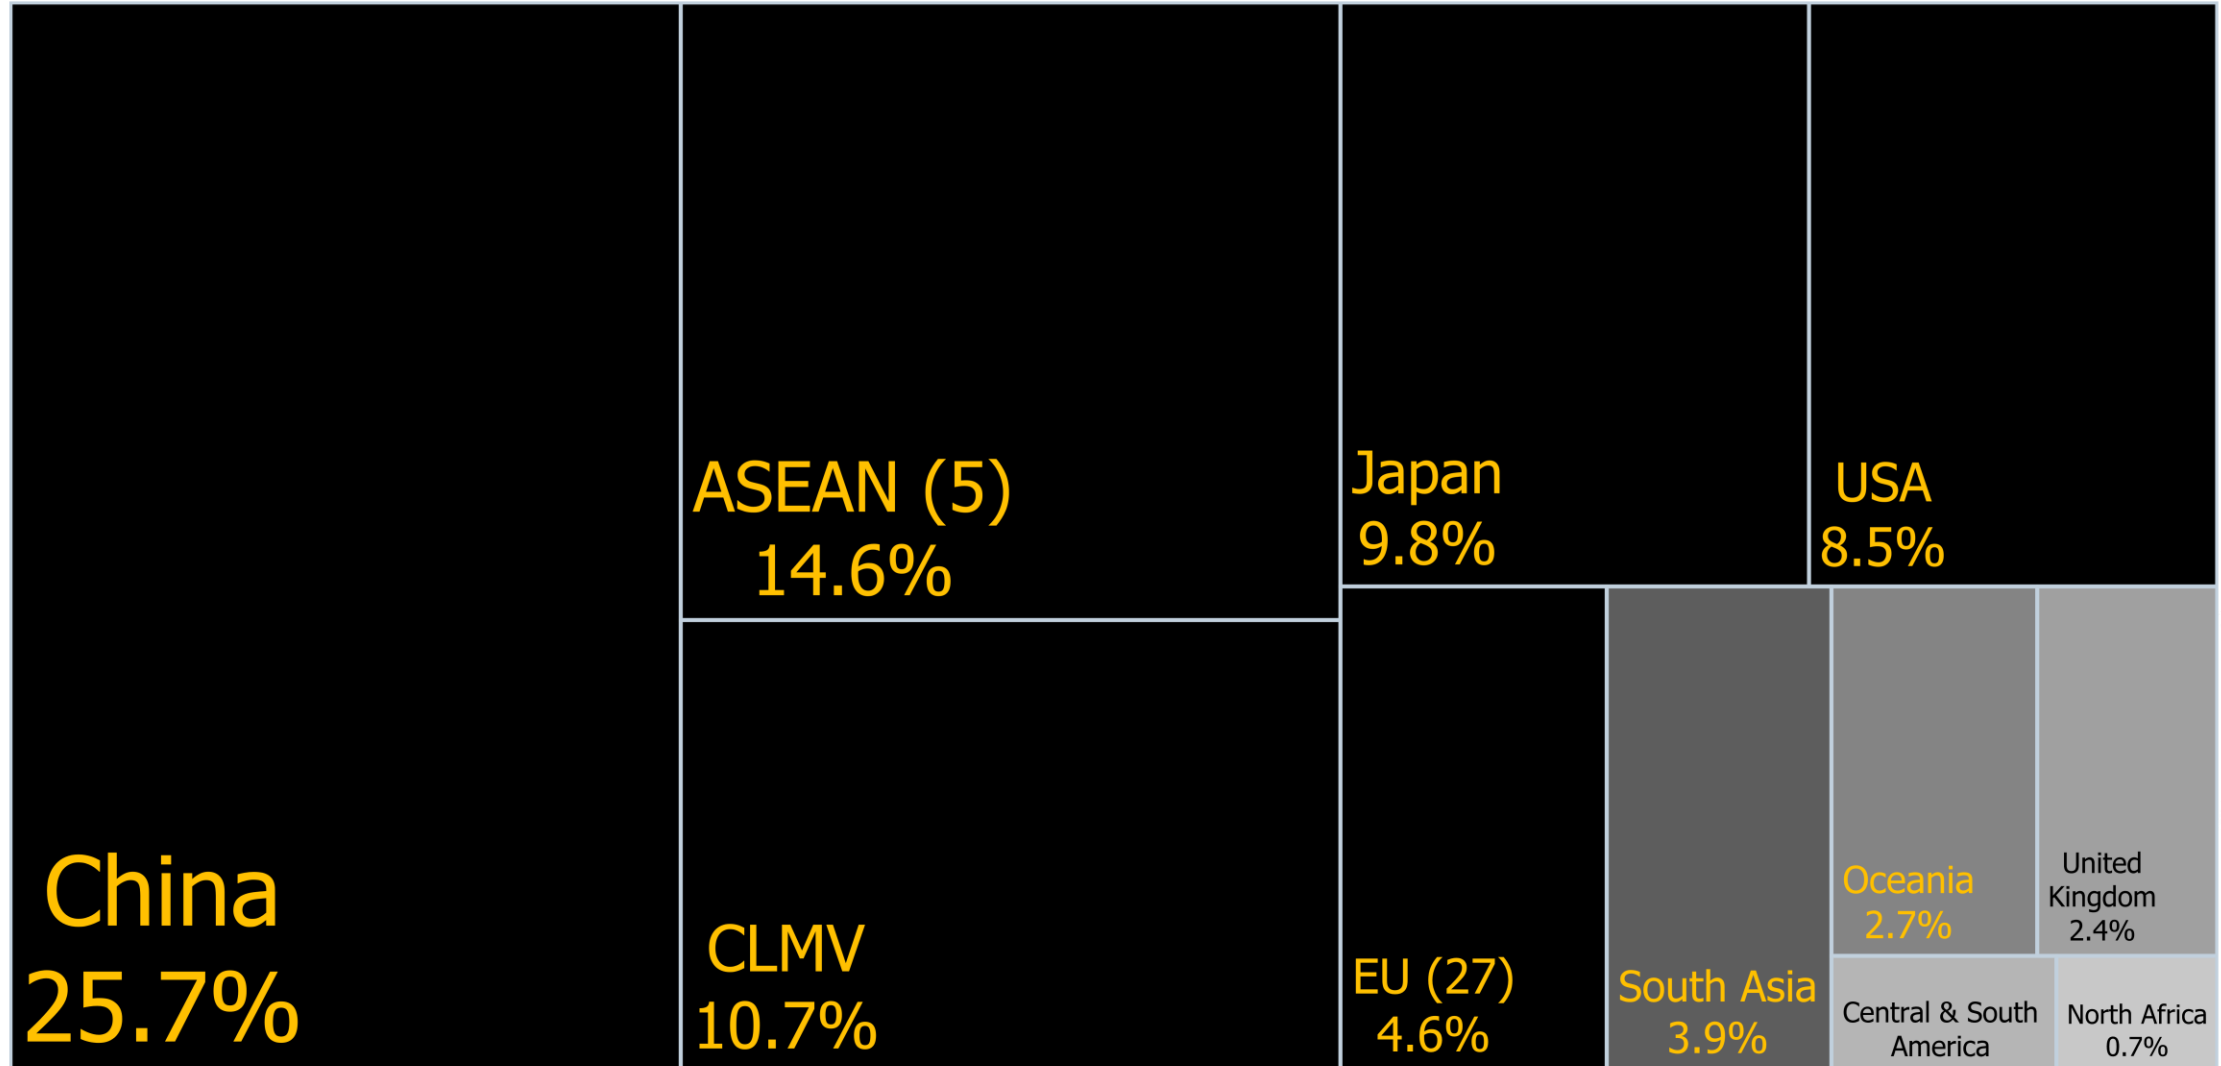 China
25.7%
ASEAN (5)
14.6%
CLMV
10.7%
Japan
9.8%
USA
8.5%
EU (27)
4.6%
South Asia
3.9%
Oceania
2.7%
United
Kingdom
2.4%
Central & South
America
North Africa
0.7%